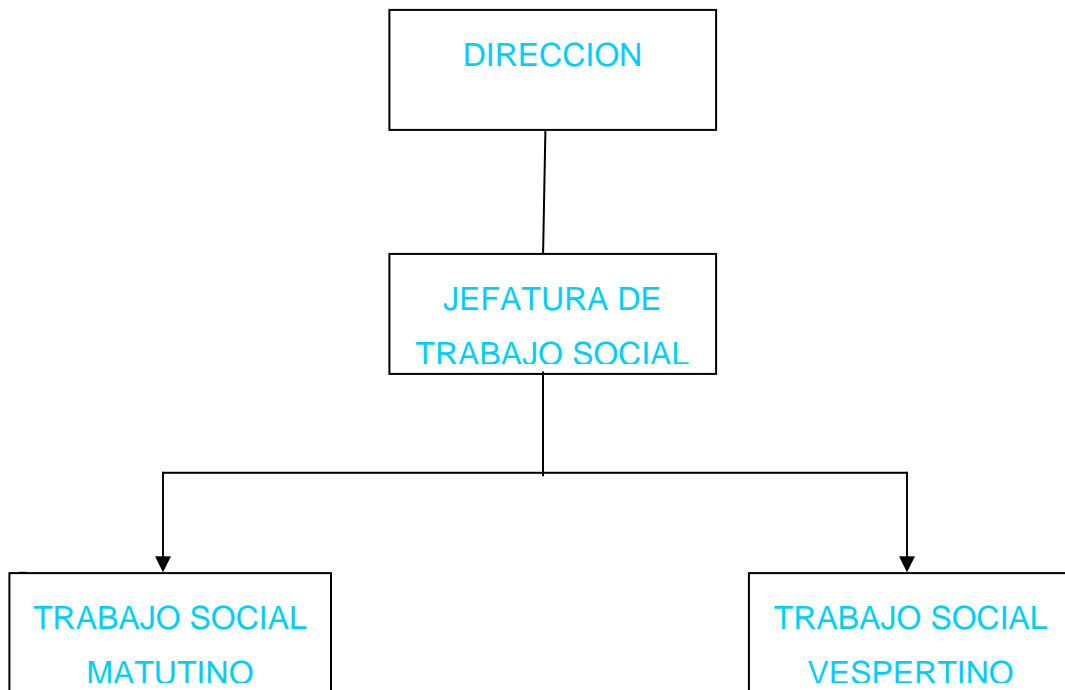 DIRECCION
JEFATURA DE
TRABAJO SOCIAL
TRABAJO SOCIAL
MATUTINO
TRABAJO SOCIAL
VESPERTINO